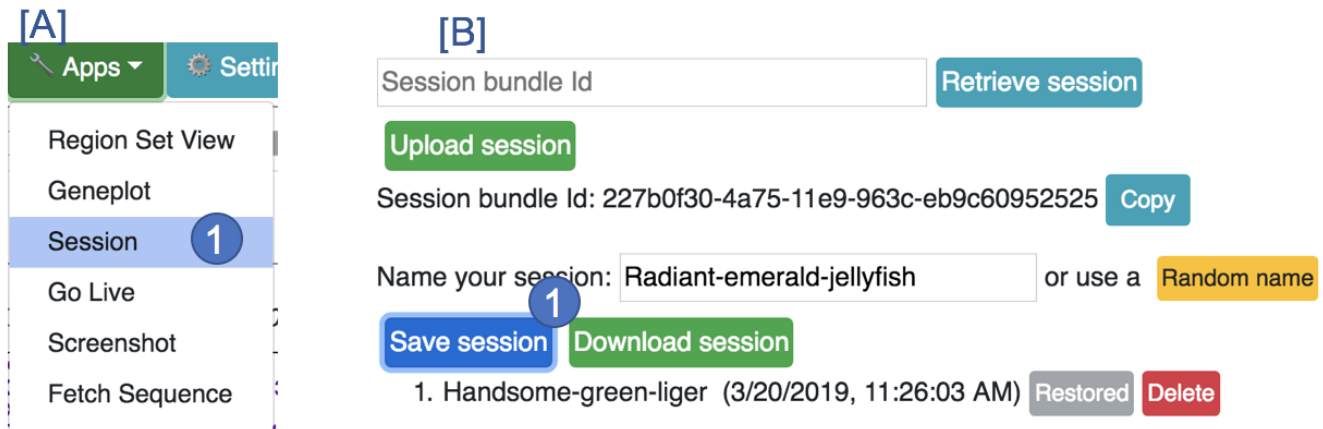 [A]
Apps
Settin
Region Set View
Geneplot
Session 1
Go Live
Screenshot
Fetch Sequence
[B]
Session bundle Id Retrieve session
Upload session
Session bundle Id: 227b0f30-4a75-11e9-963c-eb9c60952525 Copy
Name your session: Radiant-emerald-jellyfish or use a Random name
1
Save session Download session
1. Handsome-green-liger (3/20/2019, 11:26:03 AM) Restored Delete